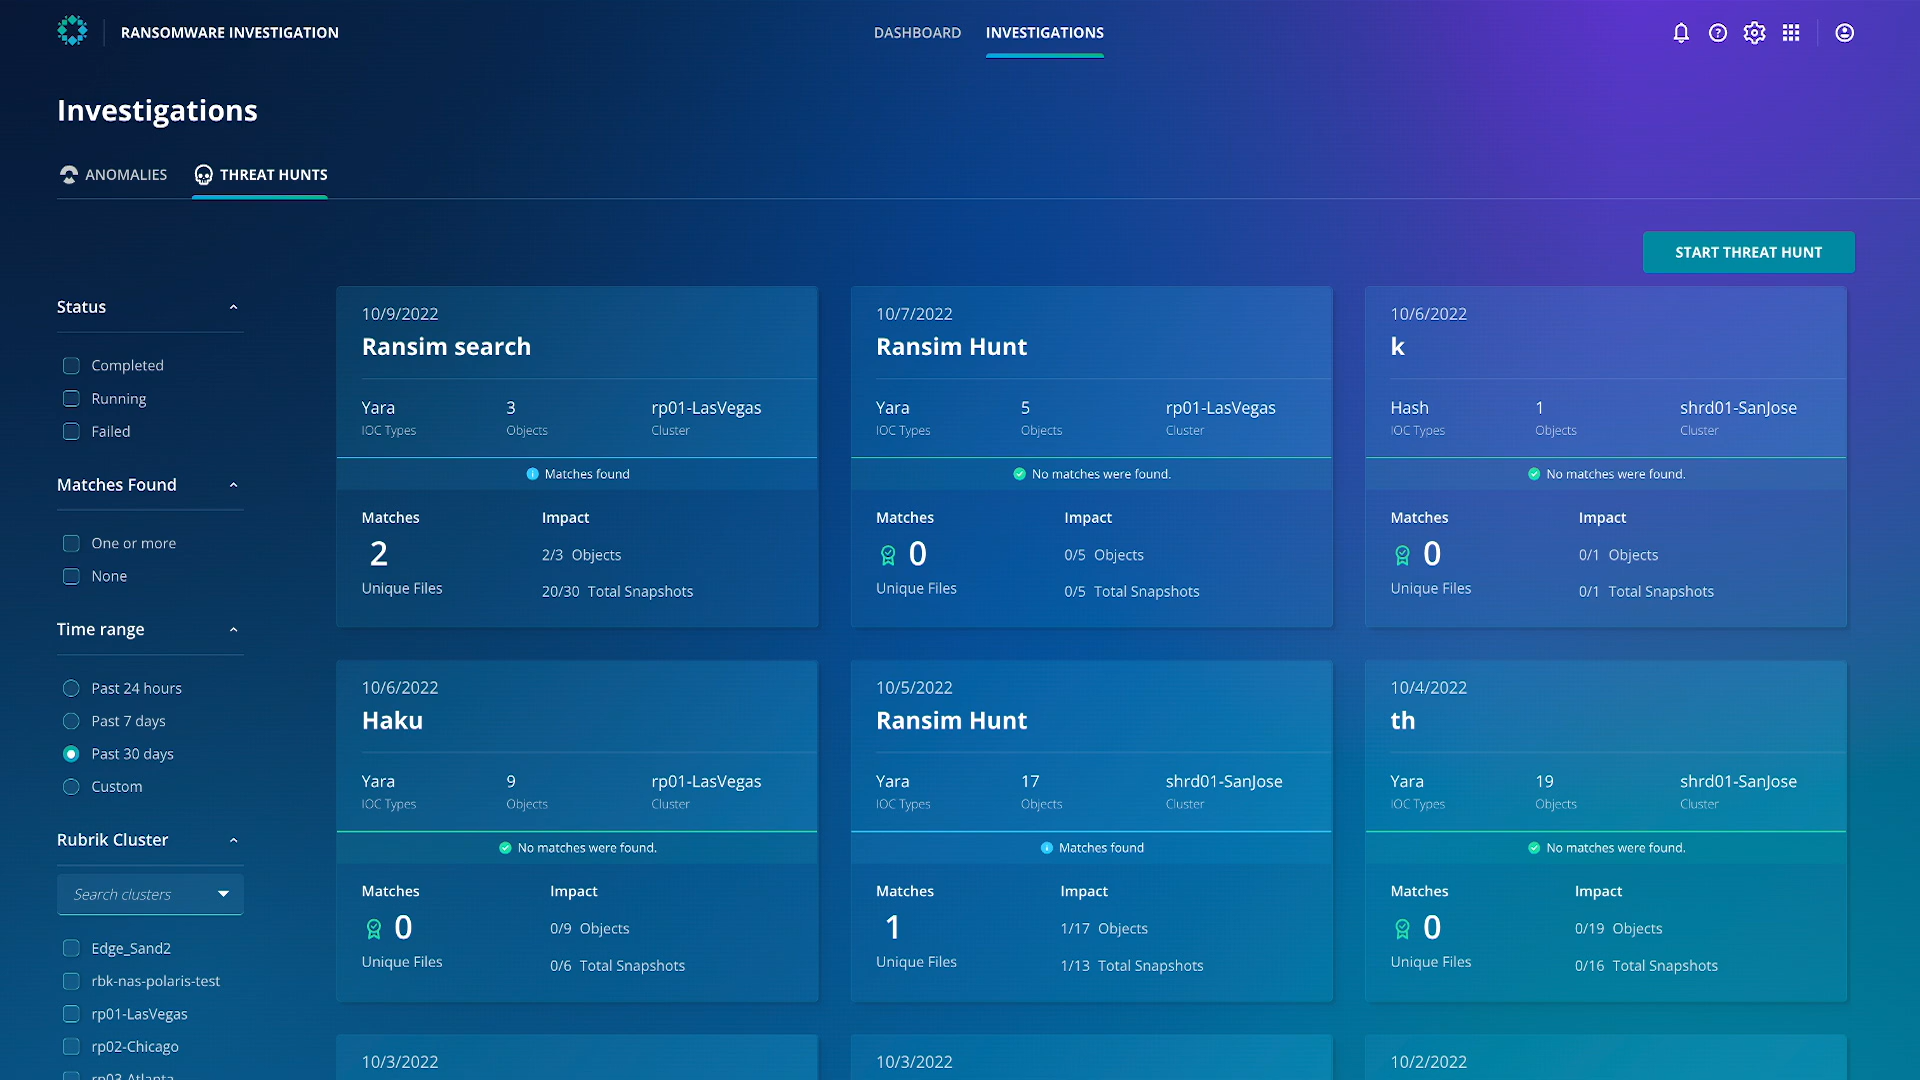 RANSOMWARE INVESTIGATION
DASHBOARD
INVESTIGATIONS
Investigations
ANOMALIES
THREAT HUNTS
START THREAT HUNT
Status
Completed
Running
Failed
Matches Found
One or more
None
Time range
Past 24 hours
Past 7 days
Past 30 days
Custom
Rubrik Cluster
Search clusters
Edge_Sand2
rbk-nas-polaris-test
rp01-LasVegas
rp02-Chicago
rp03-Atlanta
10/9/2022
Ransim search
Yara 3 rp01-LasVegas
IOC Types Objects Cluster
Matches found
Matches Impact
2 2/3 Objects
Unique Files 20/30 Total Snapshots
10/7/2022
Ransim Hunt
Yara 5 rp01-LasVegas
IOC Types Objects Cluster
No matches were found.
Matches Impact
0 0/5 Objects
Unique Files 0/5 Total Snapshots
10/6/2022
k
Hash 1 shrd01-SanJose
IOC Types Objects Cluster
No matches were found.
Matches Impact
0 0/1 Objects
Unique Files 0/1 Total Snapshots
10/6/2022
Haku
Yara 9 rp01-LasVegas
IOC Types Objects Cluster
No matches were found.
Matches Impact
0 0/9 Objects
Unique Files 0/6 Total Snapshots
10/5/2022
Ransim Hunt
Yara 17 shrd01-SanJose
IOC Types Objects Cluster
Matches found
Matches Impact
1 1/17 Objects
Unique Files 1/13 Total Snapshots
10/4/2022
th
Yara 19 shrd01-SanJose
IOC Types Objects Cluster
No matches were found.
Matches Impact
0 0/19 Objects
Unique Files 0/16 Total Snapshots
10/3/2022
10/3/2022
10/2/2022